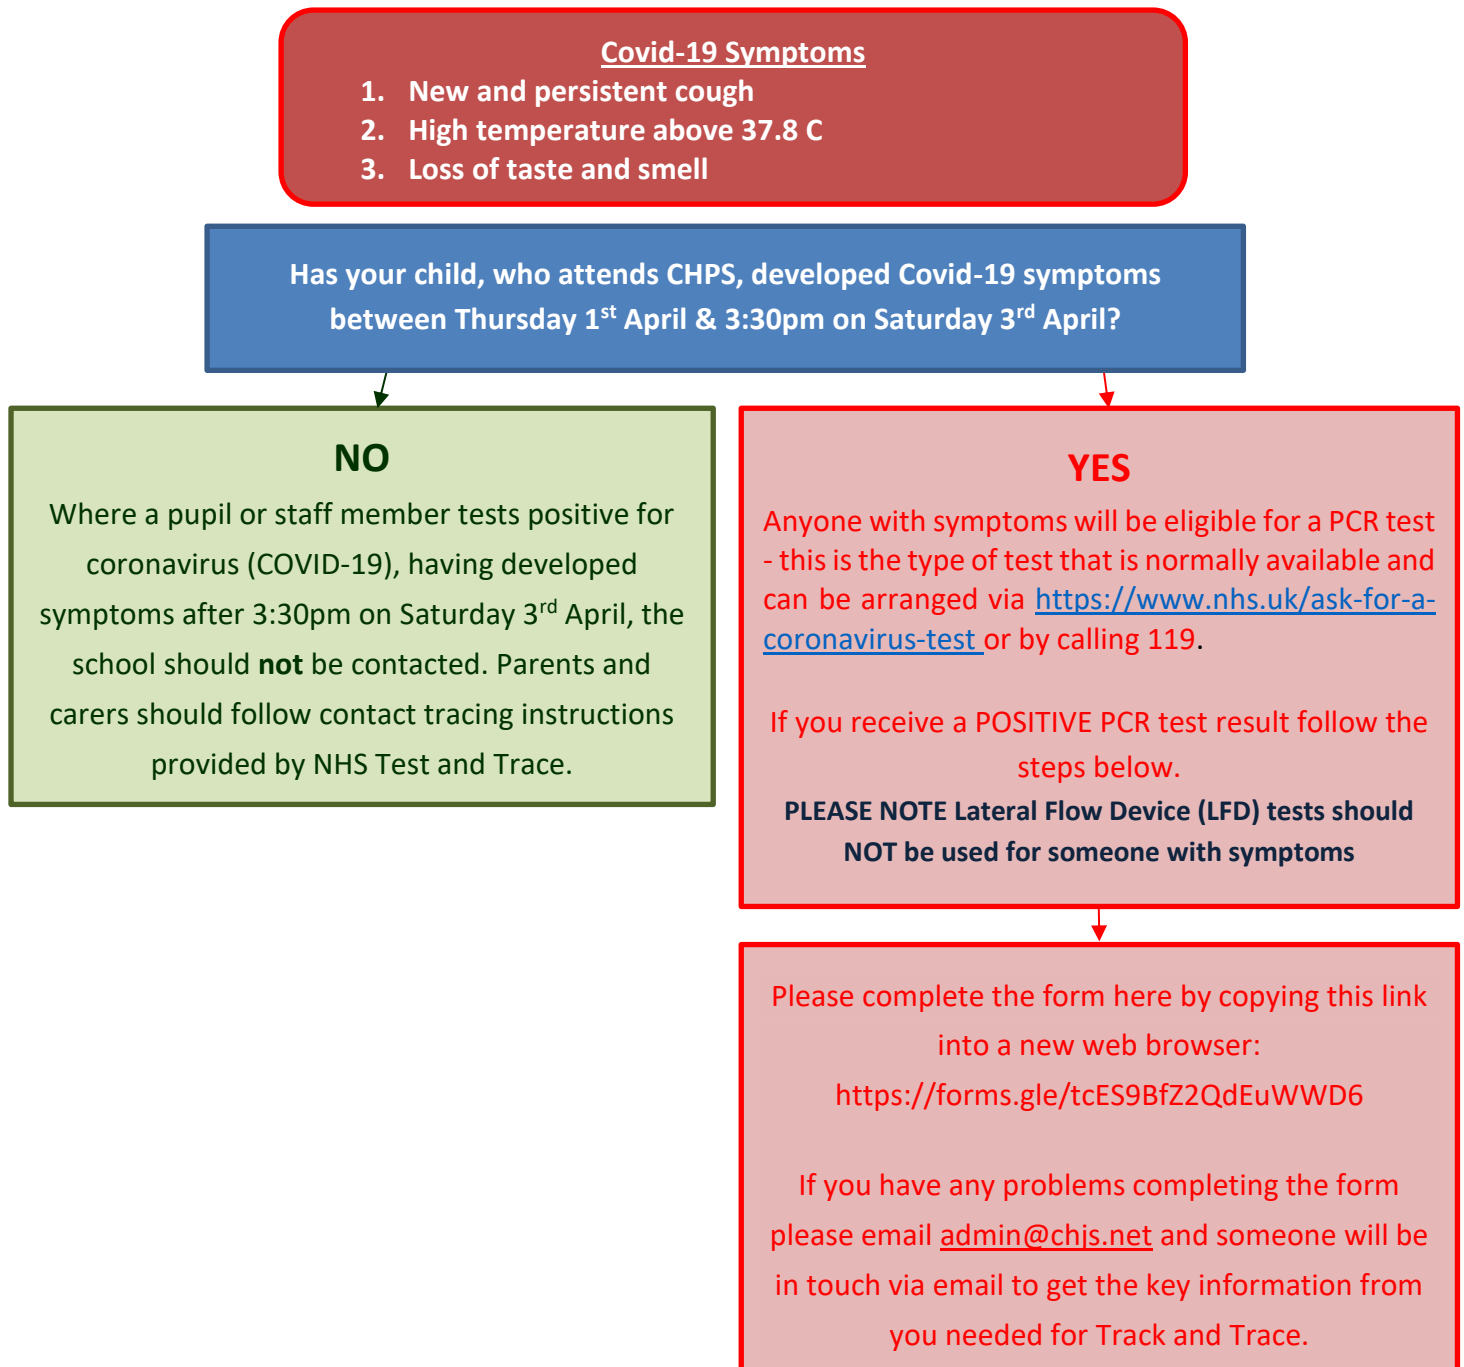 Covid-19 Symptoms
1. New and persistent cough
2. High temperature above 37.8 C
3. Loss of taste and smell
Has your child, who attends CHPS, developed Covid-19 symptoms
between Thursday 1st April & 3:30pm on Saturday 3rd April?
NO
Where a pupil or staff member tests positive for
coronavirus (COVID-19), having developed
symptoms after 3:30pm on Saturday 3rd April, the
school should not be contacted. Parents and
carers should follow contact tracing instructions
provided by NHS Test and Trace.
YES
Anyone with symptoms will be eligible for a PCR test
- this is the type of test that is normally available and
can be arranged via https://www.nhs.uk/ask-for-a-
coronavirus-test or by calling 119.
If you receive a POSITIVE PCR test result follow the
steps below.
PLEASE NOTE Lateral Flow Device (LFD) tests should
NOT be used for someone with symptoms
Please complete the form here by copying this link
into a new web browser:
https://forms.gle/tcES9BfZ2QdEuWWD6
If you have any problems completing the form
please email admin@chjs.net and someone will be
in touch via email to get the key information from
you needed for Track and Trace.